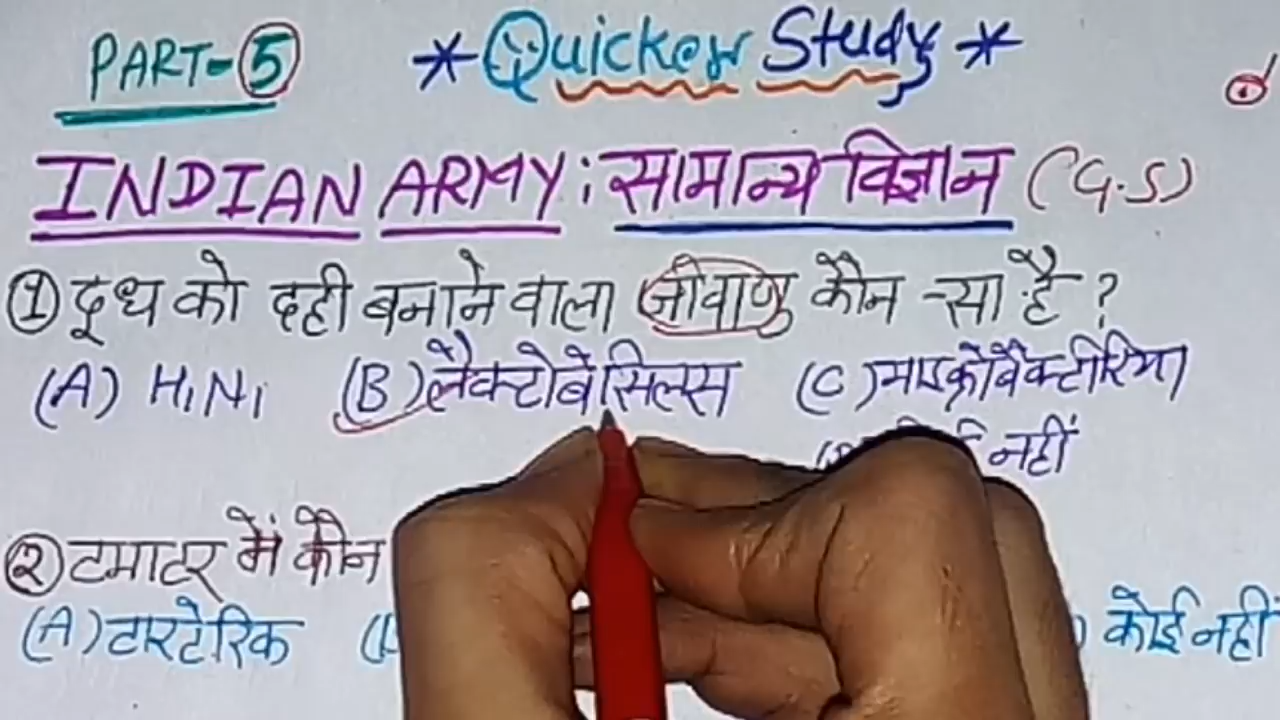 PART-5 * Quicker Study *
INDIAN ARMY: सामान्य विज्ञान (G.S)
① दूध को दही बनाने वाला जीवाणु कौन-सा है ?
(A) H₁N₁ (B) लैक्टोबेसिलस (C) माइक्रोबैक्टीरिया
नहीं
② टमाटर में कौन
(A) टारटेरिक कोई नहीं